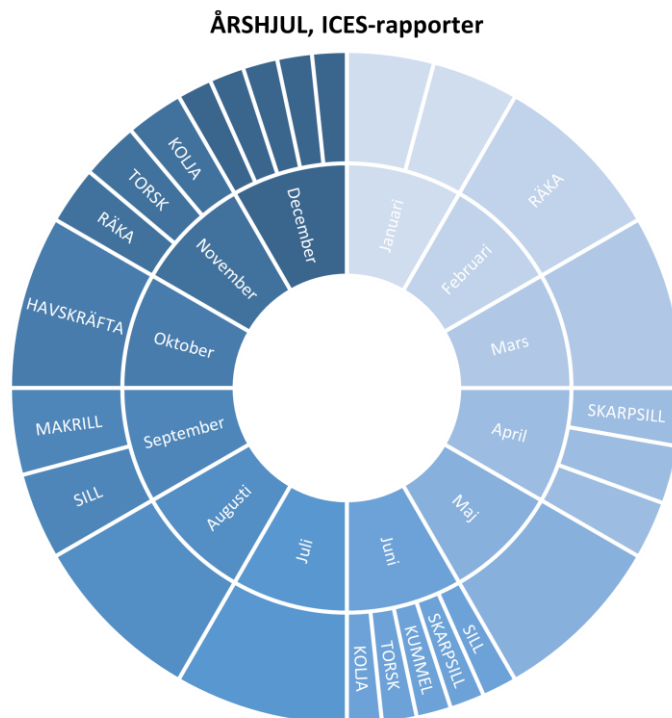 ÅRSHJUL, ICES-rapporter
Januari
Februari
RÄKA
Mars
April
SKARPSILL
Maj
Juni
SILL
SKARPSILL
KUMMEL
TORSK
KOLJA
Juli
Augusti
September
SILL
MAKRILL
Oktober
HAVSKRÄFTA
November
RÄKA
TORSK
KOLJA
December